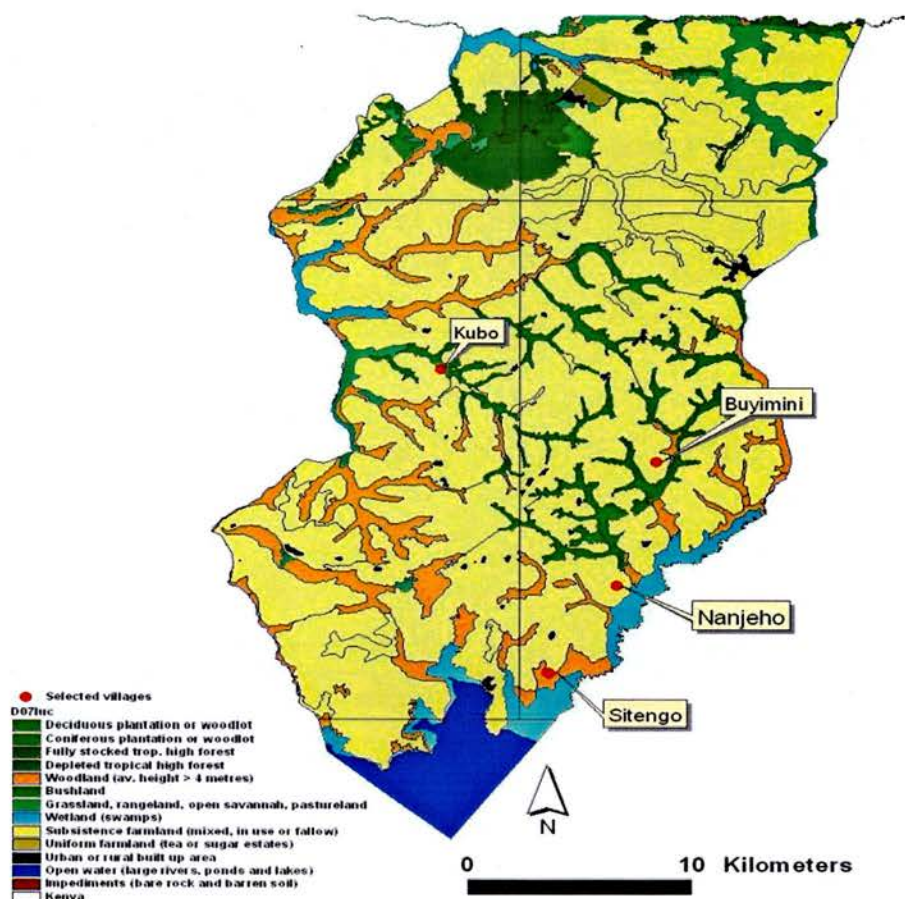 Kubo
Buyimini
Nanjeho
Sitengo
Selected villages
D07luc
Deciduous plantation or woodlot
Coniferous plantation or woodlot
Fully stocked trop. high forest
Depleted tropical high forest
Woodland (av. height > 4 metres)
Bushland
Grassland, rangeland, open savannah, pastureland
Wetland (swamps)
Subsistence farmland (mixed, in use or fallow)
Uniform farmland (tea or sugar estates)
Urban or rural built up area
Open water (large rivers, ponds and lakes)
Impediments (bare rock and barren soil)
Kenya
N
0 10 Kilometers